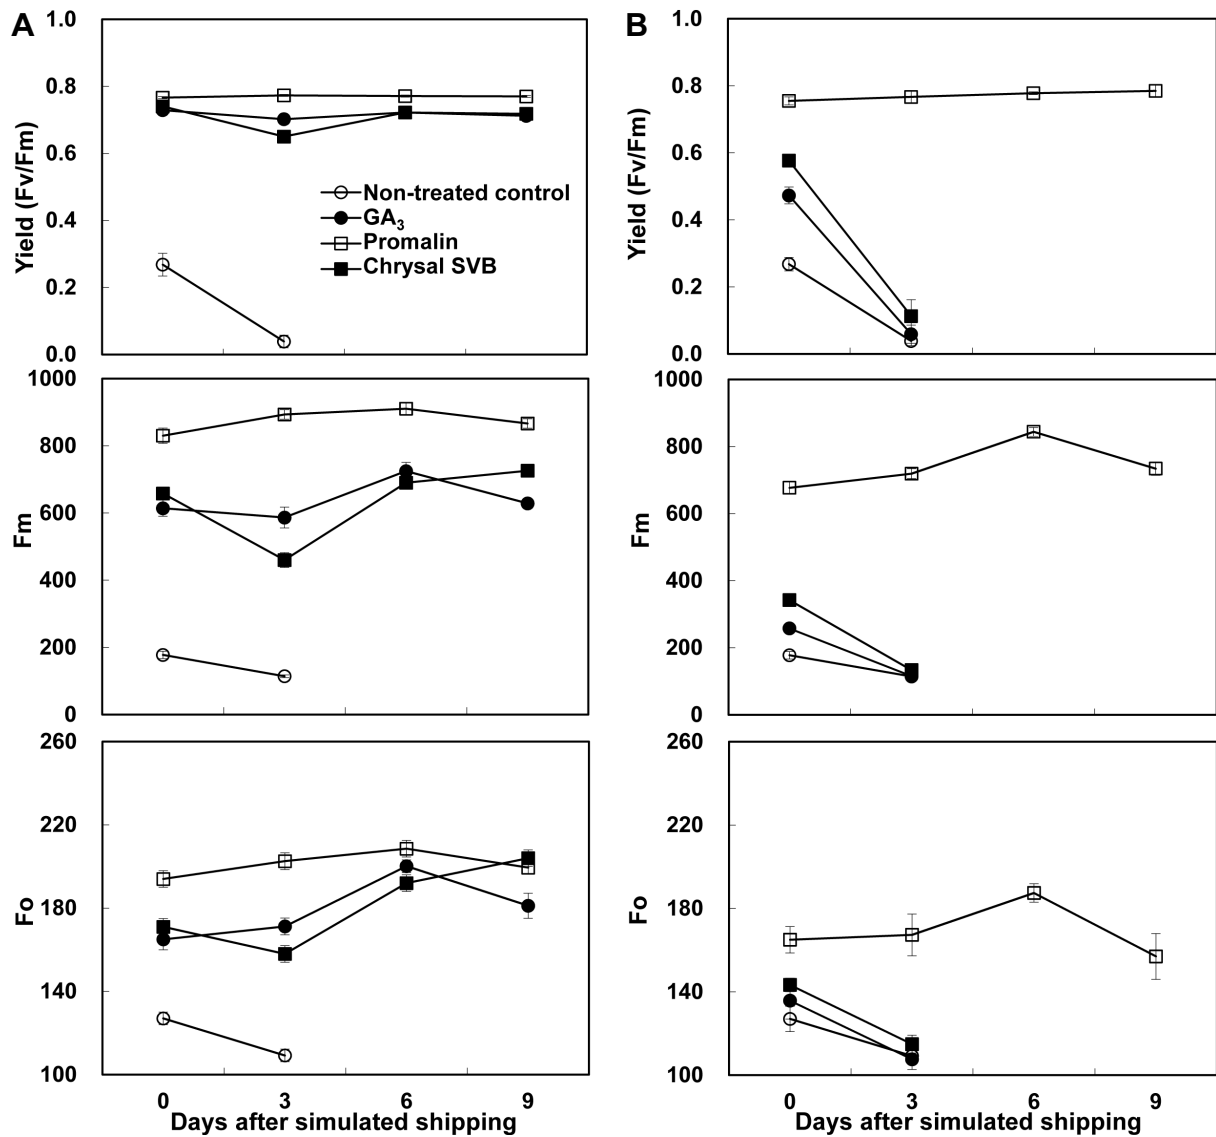 A
1.0
0.8
0.6
0.4
0.2
0.0
Yield (Fv/Fm)
Non-treated control
GA₃
Promalin
Chrysal SVB
B
1.0
0.8
0.6
0.4
0.2
0.0
Yield (Fv/Fm)
1000
800
600
400
200
0
Fm
1000
800
600
400
200
0
Fm
260
220
180
140
100
Fo
0 3 6 9
Days after simulated shipping
260
220
180
140
100
Fo
0 3 6 9
Days after simulated shipping